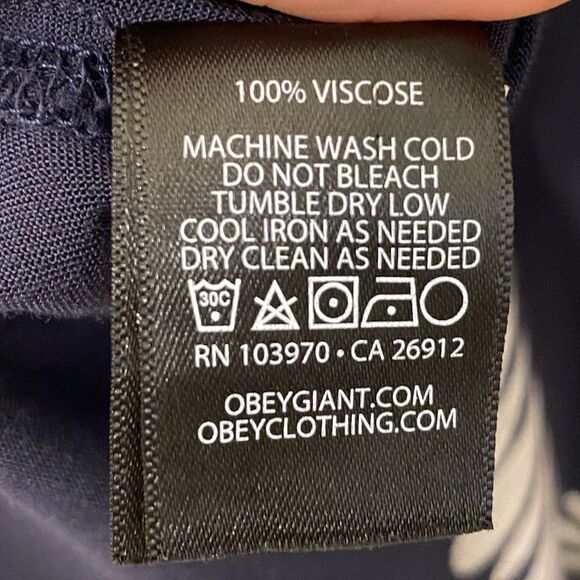 100% VISCOSE
MACHINE WASH COLD
DO NOT BLEACH
TUMBLE DRY LOW
COOL IRON AS NEEDED
DRY CLEAN AS NEEDED
30C
RN 103970 • CA 26912
OBEYGIANT.COM
OBEYCLOTHING.COM